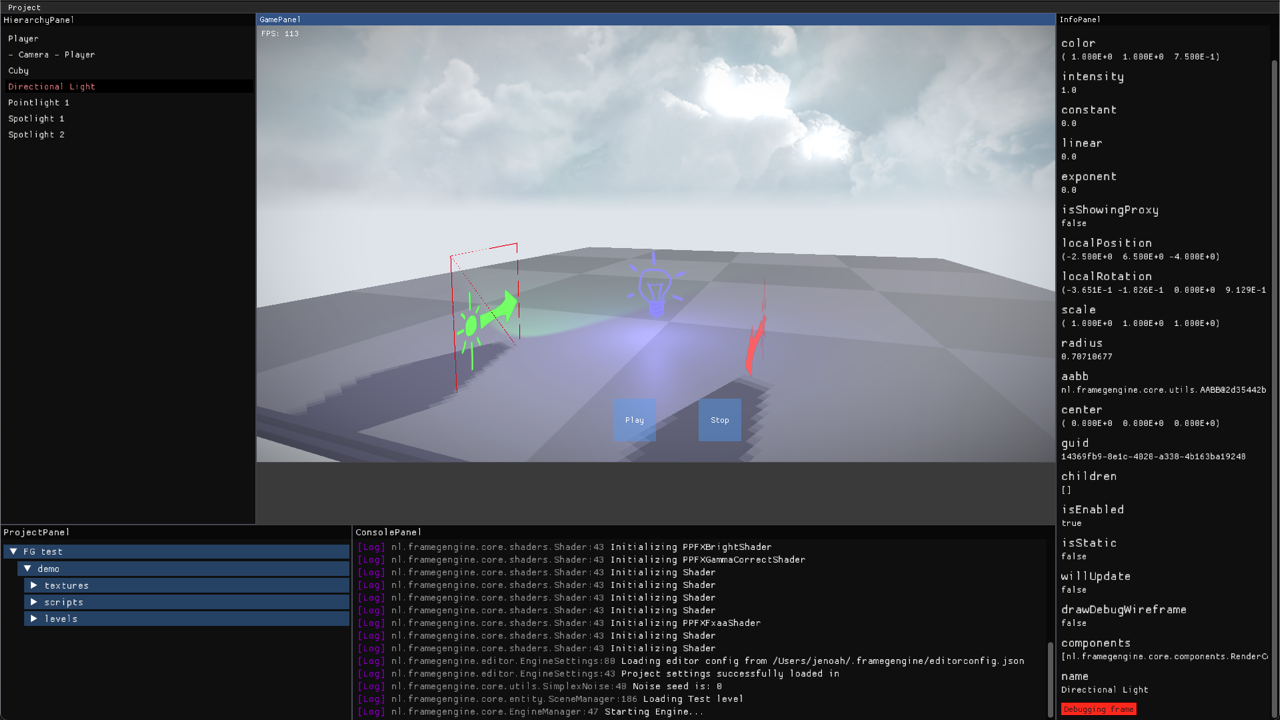 Project
HierarchyPanel
Player
- Camera - Player
Cuby
Directional Light
Pointlight 1
Spotlight 1
Spotlight 2
GamePanel
FPS: 113
Play
Stop
ProjectPanel
FG test
demo
textures
scripts
levels
ConsolePanel
[Log] nl.framegengine.core.shaders.Shader:43 Initializing PPFXBrightShader
[Log] nl.framegengine.core.shaders.Shader:43 Initializing PPFXGammaCorrectShader
[Log] nl.framegengine.core.shaders.Shader:43 Initializing Shader
[Log] nl.framegengine.core.shaders.Shader:43 Initializing Shader
[Log] nl.framegengine.core.shaders.Shader:43 Initializing Shader
[Log] nl.framegengine.core.shaders.Shader:43 Initializing Shader
[Log] nl.framegengine.core.shaders.Shader:43 Initializing PPFXFxaaShader
[Log] nl.framegengine.core.shaders.Shader:43 Initializing Shader
[Log] nl.framegengine.core.shaders.Shader:43 Initializing Shader
[Log] nl.framegengine.editor.EngineSettings:80 Loading editor config from /Users/jenoah/.framegengine/editorconfig.json
[Log] nl.framegengine.editor.EngineSettings:43 Project settings successfully loaded in
[Log] nl.framegengine.core.utils.SimplexNoise:40 Noise seed is: 0
[Log] nl.framegengine.core.entity.SceneManager:186 Loading Test level
[Log] nl.framegengine.core.EngineManager:47 Starting Engine...
InfoPanel
color
( 1.000E+0 1.000E+0 7.500E-1)
intensity
1.0
constant
0.0
linear
0.0
exponent
0.0
isShowingProxy
false
localPosition
(-2.500E+0 6.500E+0 -4.000E+0)
localRotation
(-3.651E-1 -1.826E-1 0.000E+0 9.129E-1
scale
( 1.000E+0 1.000E+0 1.000E+0)
radius
0.70710677
aabb
nl.framegengine.core.utils.AABB@2d35442b
center
( 0.000E+0 0.000E+0 0.000E+0)
guid
14369fb9-8e1c-4020-a330-4b163ba19240
children
[]
isEnabled
true
isStatic
false
willUpdate
false
drawDebugWireframe
false
components
[nl.framegengine.core.components.RenderCo
name
Directional Light
Debugging frame